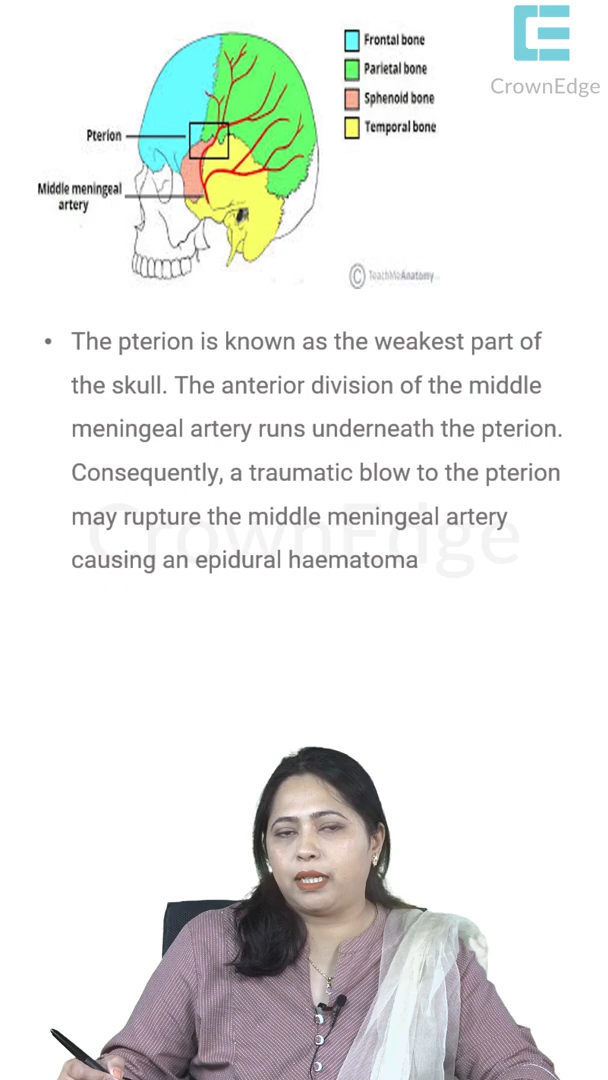 Frontal bone
Parietal bone
Sphenoid bone
Temporal bone
Pterion
Middle meningeal
artery
© TeachMeAnatomy
CrownEdge
• The pterion is known as the weakest part of
the skull. The anterior division of the middle
meningeal artery runs underneath the pterion.
Consequently, a traumatic blow to the pterion
may rupture the middle meningeal artery
causing an epidural haematoma
CrownEdge